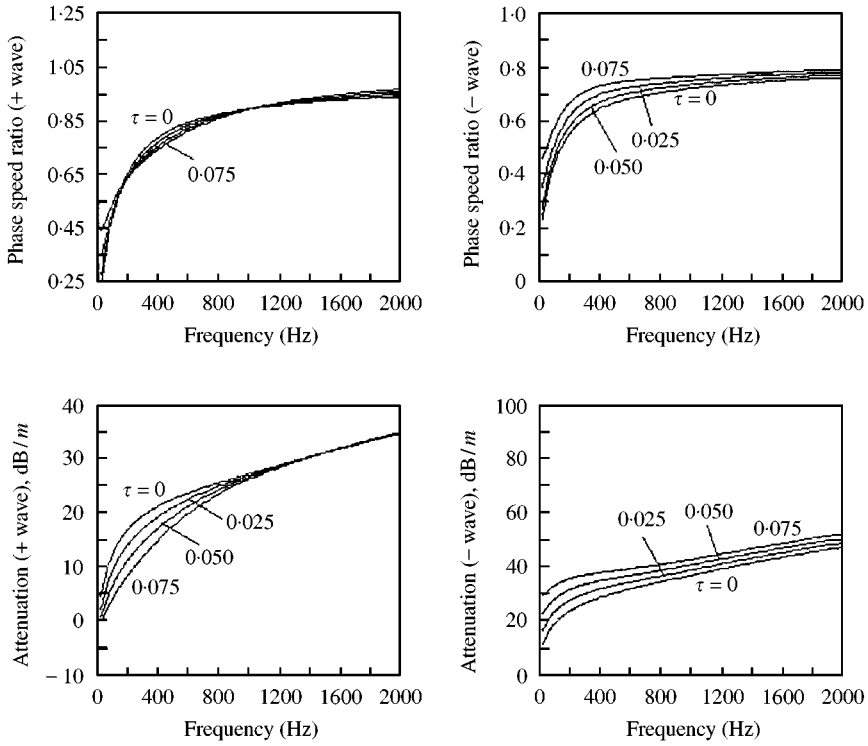 Phase speed ratio (+ wave)
1·25
1·05
0·85
0·65
0·45
0·25
τ = 0
0·075
0 400 800 1200 1600 2000
Frequency (Hz)
Phase speed ratio (− wave)
1·0
0·8
0·6
0·4
0·2
0
0·075
τ = 0
0·025
0·050
0 400 800 1200 1600 2000
Frequency (Hz)
Attenuation (+ wave), dB/m
40
30
20
10
0
− 10
τ = 0
0·025
0·050
0·075
0 400 800 1200 1600 2000
Frequency (Hz)
Attenuation (− wave), dB/m
100
80
60
40
20
0
0·025
0·050
0·075
τ = 0
0 400 800 1200 1600 2000
Frequency (Hz)